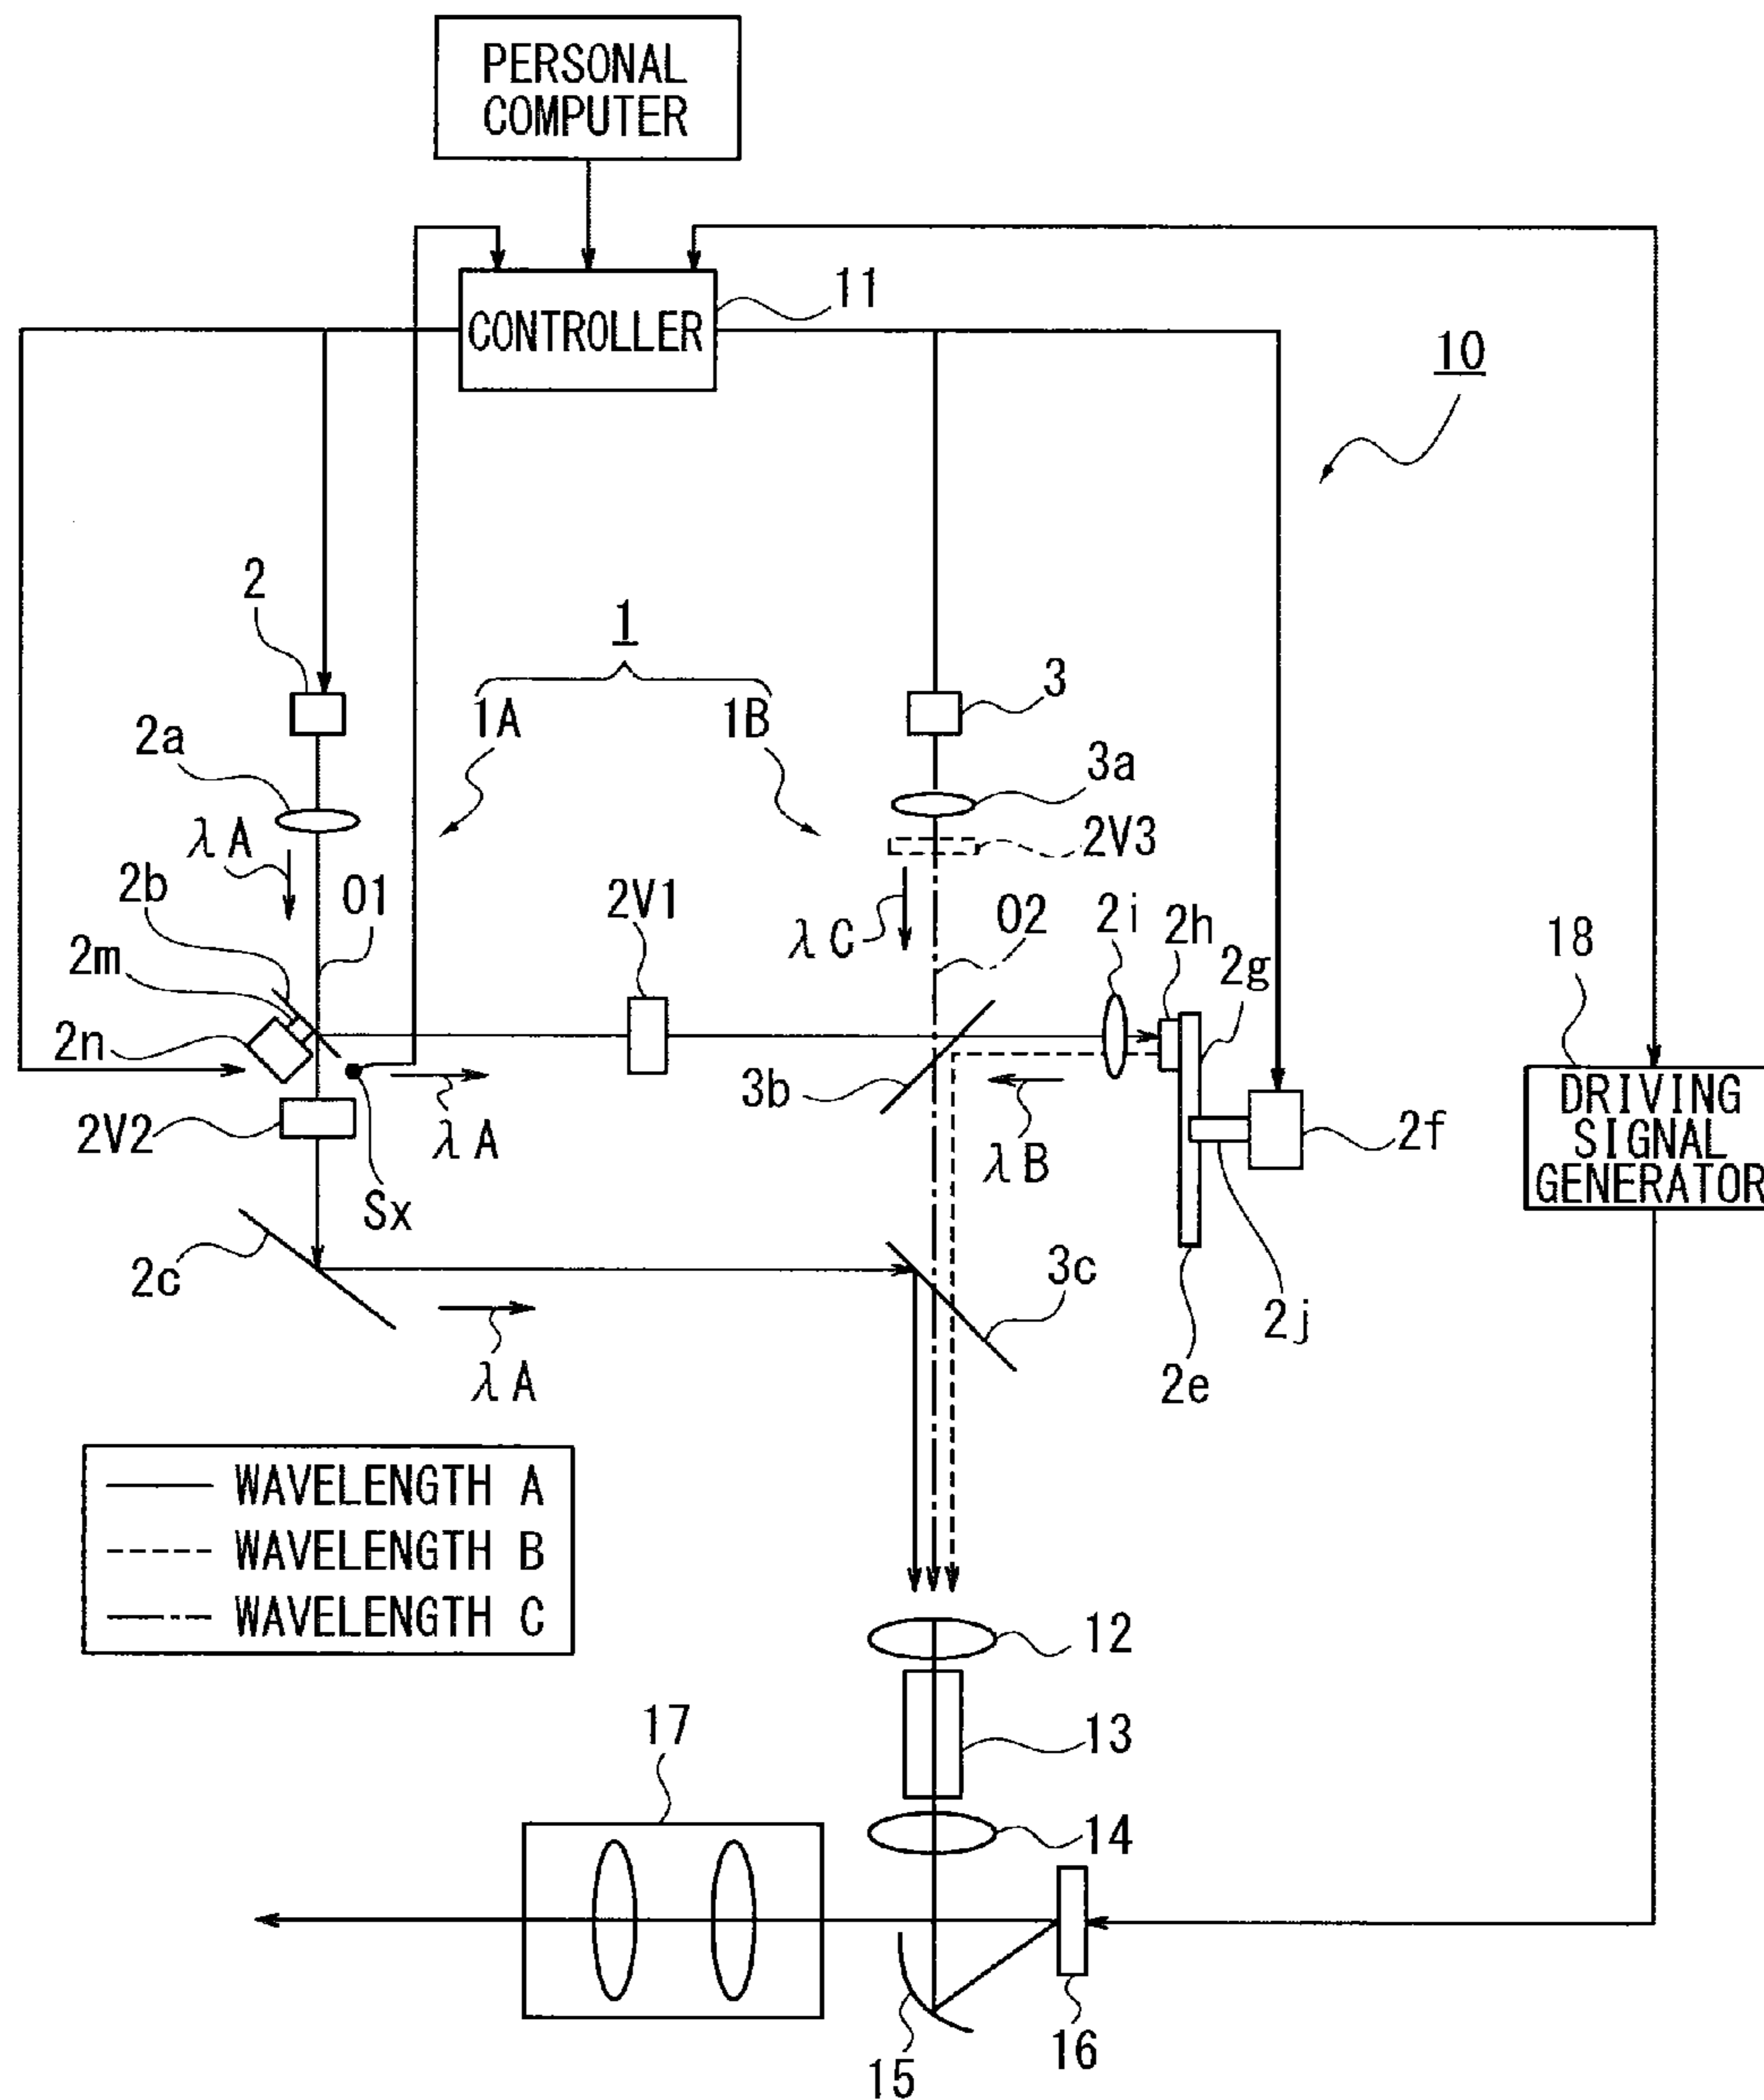 PERSONAL
COMPUTER
CONTROLLER
11
10
2
1
1A
1B
3
2a
3a
λA
2V3
2b
O1
2V1
λC
O2
2i
2h
2g
18
2m
2n
3b
DRIVING
SIGNAL
GENERATOR
2V2
λA
λB
2f
Sx
2c
3c
2j
λA
2e
WAVELENGTH A
WAVELENGTH B
WAVELENGTH C
12
17
13
14
15
16